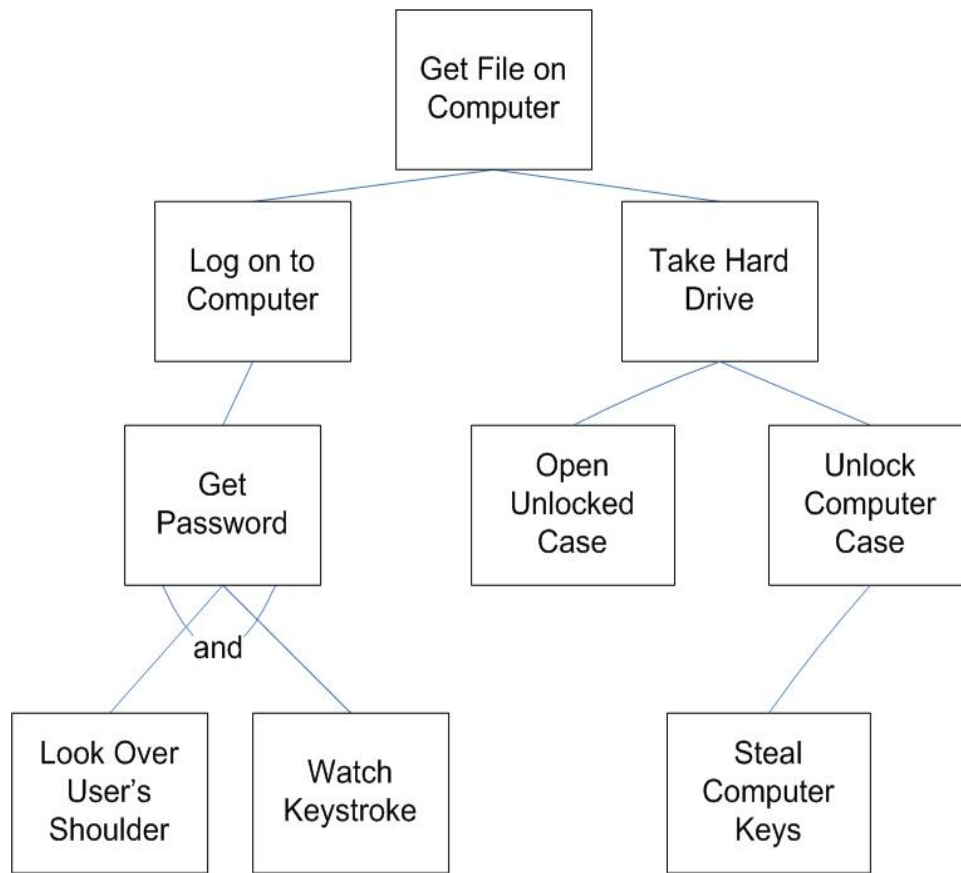 Get File on
Computer
Log on to
Computer
Take Hard
Drive
Get
Password
Open
Unlocked
Case
Unlock
Computer
Case
and
Look Over
User’s
Shoulder
Watch
Keystroke
Steal
Computer
Keys